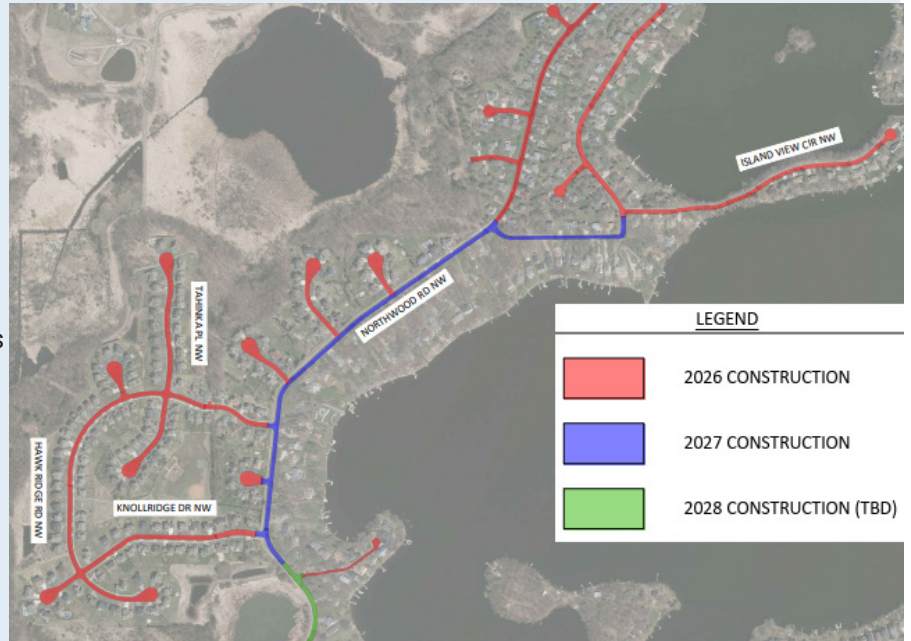 ISLAND VIEW CIR NW
NORTHWOOD RD NW
TAHINKA PL NW
HAWK RIDGE RD NW
KNOLLRIDGE DR NW
LEGEND
2026 CONSTRUCTION
2027 CONSTRUCTION
2028 CONSTRUCTION (TBD)
s